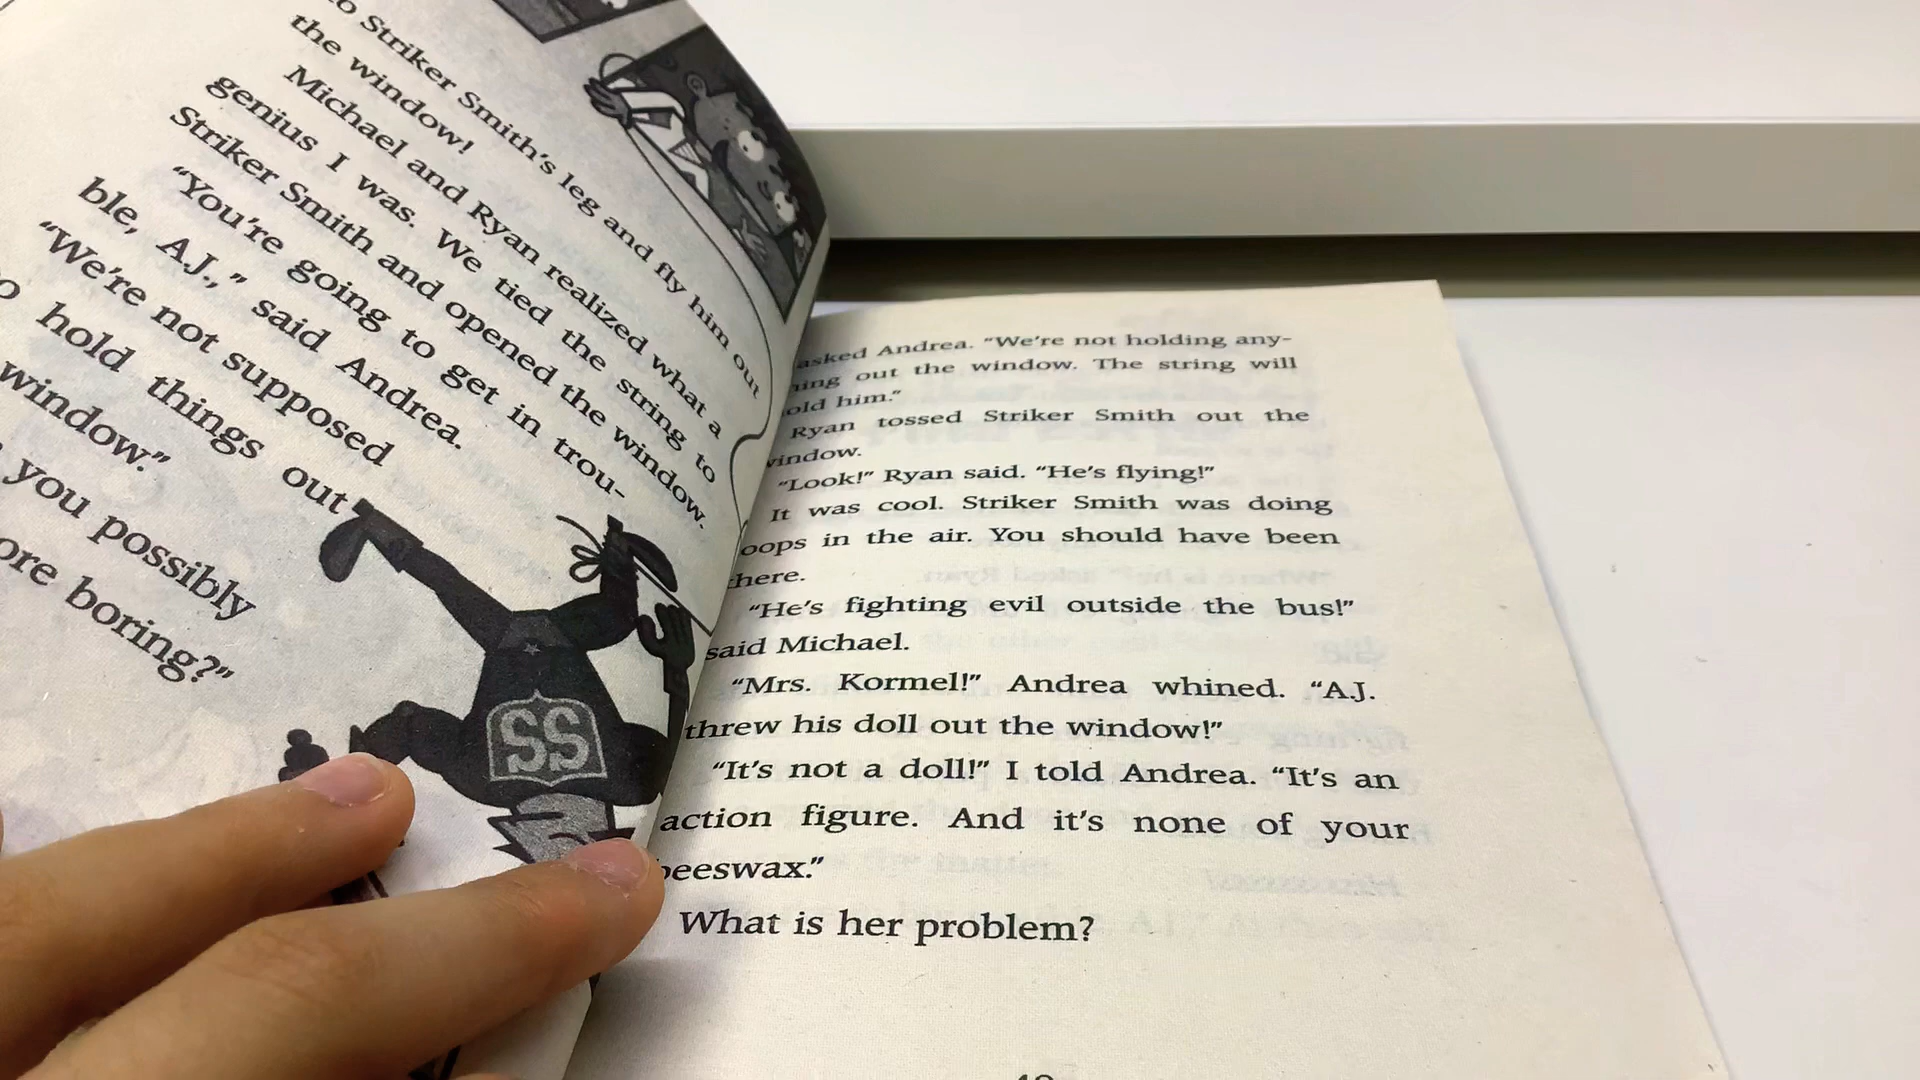 to Striker Smith's leg and fly him out
the window!
Michael and Ryan realized what a
genius I was. We tied the string to
Striker Smith and opened the window.
“You're going to get in trou-
ble, A.J.,” said Andrea.
“We're not supposed
to hold things out
window.”
you possibly
more boring?”
SS
asked Andrea. “We're not holding any-
thing out the window. The string will
hold him.”
Ryan tossed Striker Smith out the
window.
“Look!” Ryan said. “He's flying!”
It was cool. Striker Smith was doing
loops in the air. You should have been
there.
“He's fighting evil outside the bus!”
said Michael.
“Mrs. Kormel!” Andrea whined. “A.J.
threw his doll out the window!”
“It's not a doll!” I told Andrea. “It's an
action figure. And it's none of your
beeswax.”
What is her problem?